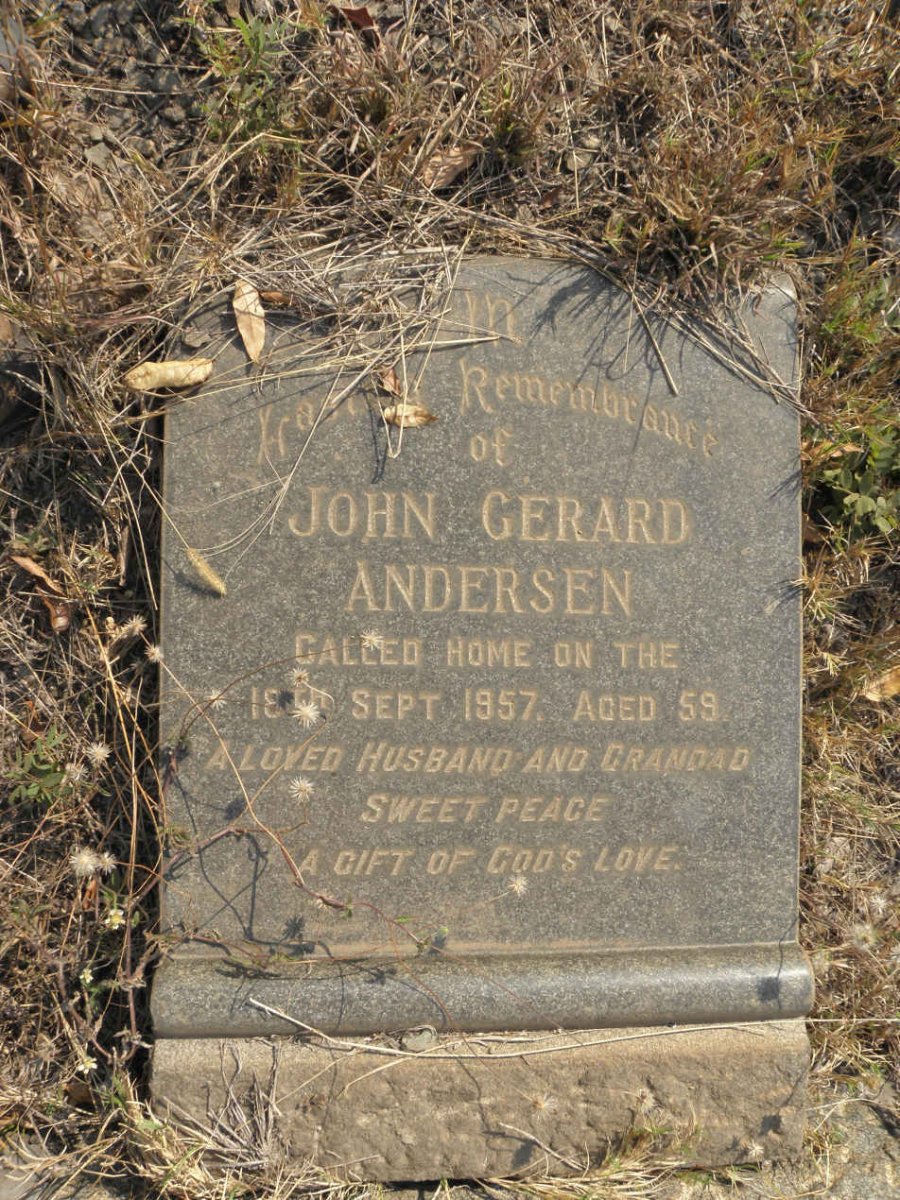 In
Loving Remembrance
of
JOHN GERARD
ANDERSEN
CALLED HOME ON THE
SEPT 1957. AGED 59.
A LOVED HUSBAND AND GRANDAD
SWEET PEACE
A GIFT OF GOD'S LOVE.